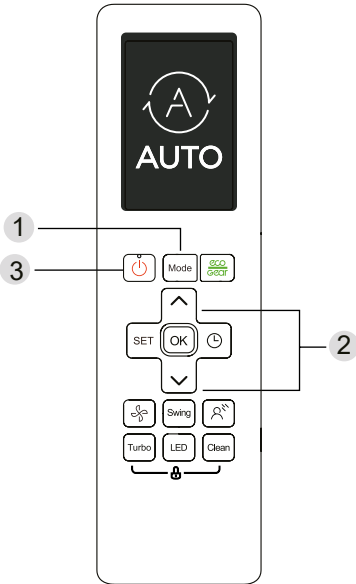 A
AUTO
1
3
Mode
eco
GEAR
SET
OK
2
Swing
Turbo
LED
Clean